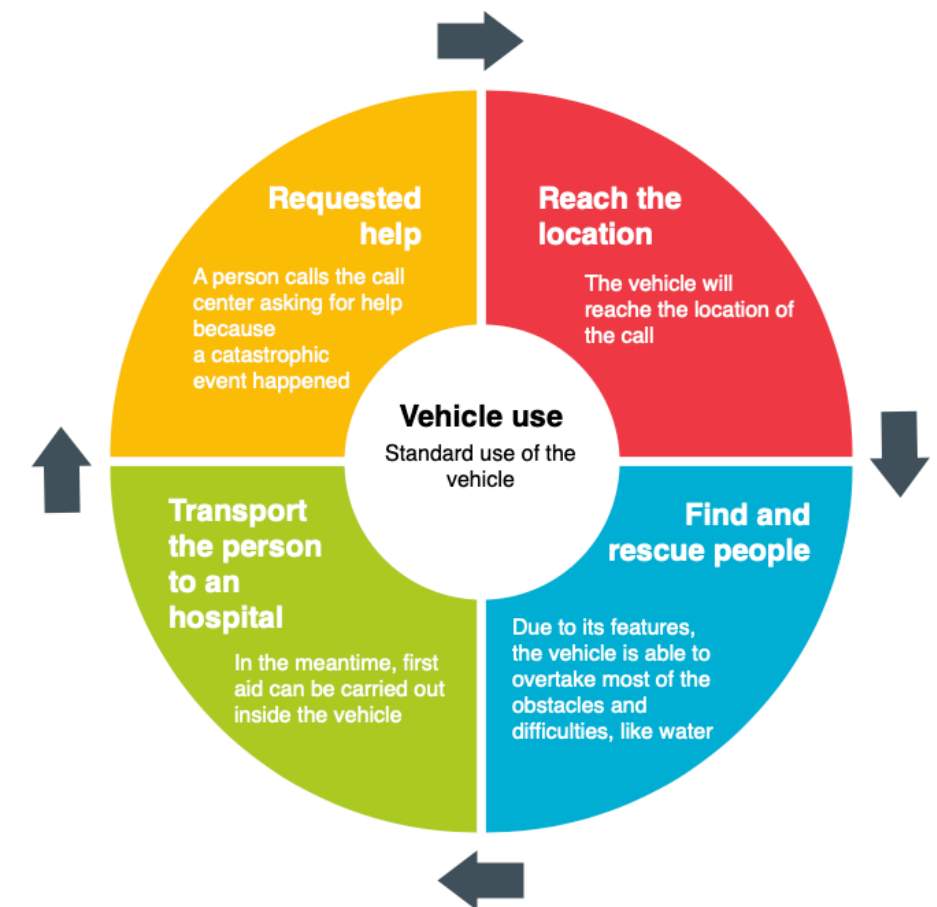 Requested
help
A person calls the call
center asking for help
because
a catastrophic
event happened
Reach the
location
The vehicle will
reache the location of
the call
Vehicle use
Standard use of the
vehicle
Transport
the person
to an
hospital
In the meantime, first
aid can be carried out
inside the vehicle
Find and
rescue people
Due to its features,
the vehicle is able to
overtake most of the
obstacles and
difficulties, like water